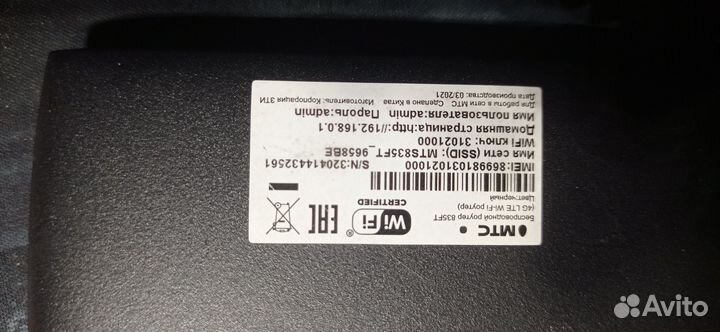 МТС
Беспроводной роутер 835FT
(4G LTE Wi-Fi роутер)
Цвет:черный
Wi Fi®
CERTIFIED
EAC
IMEI:869981031021000
S/N:320414432561
Имя сети (SSID): MTS835FT_9658BE
WiFi ключ: 31021000
Домашняя страница:http://192.168.0.1
Имя пользователя:admin Пароль:admin
Для работы в сети МТС Сделано в Китае Изготовитель: Корпорация ЗТИ
Дата производства: 03/2021
Avito